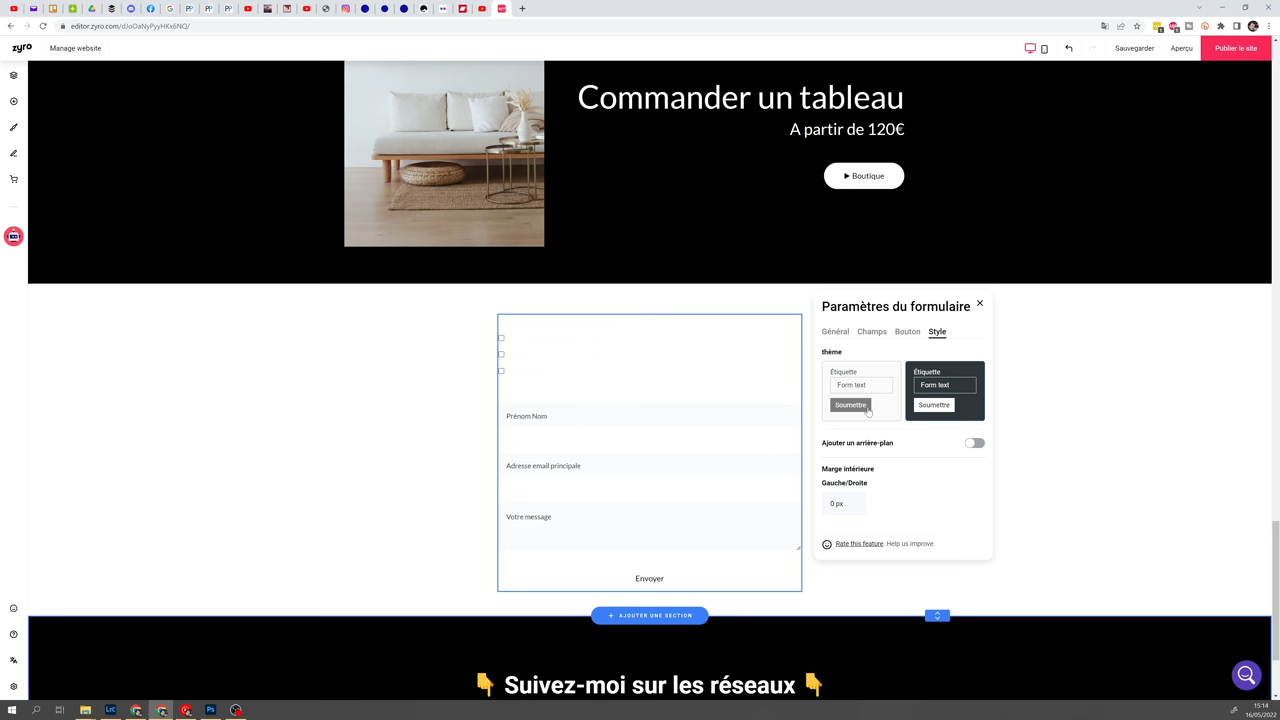 editor.zyro.com/dJoOaNyPyyHKx6NQ/
zyro
Manage website
Sauvegarder
Aperçu
Publier le site
Commander un tableau
A partir de 120€
Boutique
Paramètres du formulaire
Général
Champs
Bouton
Style
thème
Étiquette
Form text
Soumettre
Étiquette
Form text
Soumettre
Ajouter un arrière-plan
Marge intérieure
Gauche/Droite
0 px
Rate this feature. Help us improve.
Prénom Nom
Adresse email principale
Votre message
Envoyer
AJOUTER UNE SECTION
Suivez-moi sur les réseaux
LrC
Ps
15:14
16/05/2022